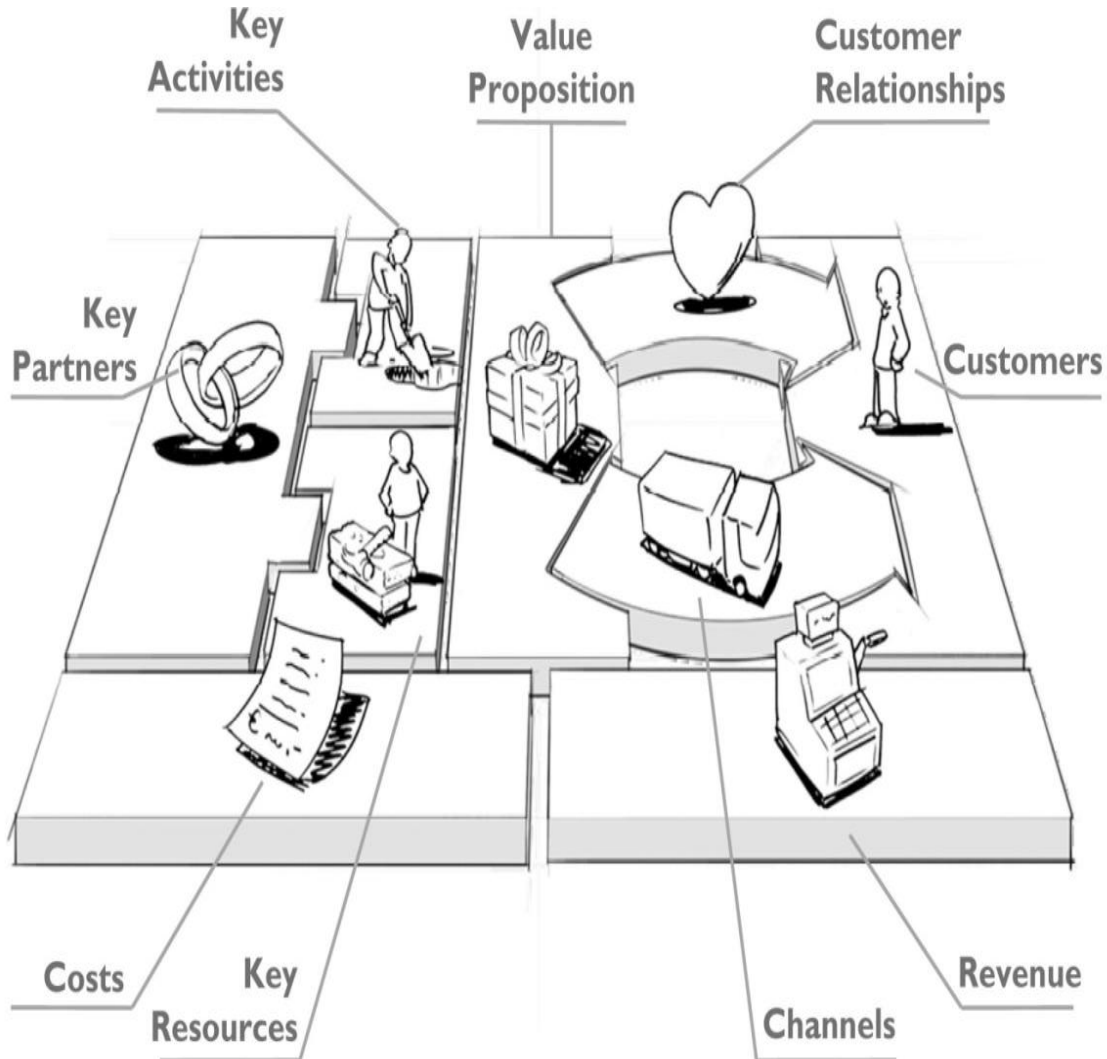 Key
Activities
Value
Proposition
Customer
Relationships
Key
Partners
Customers
Costs
Key
Resources
Channels
Revenue